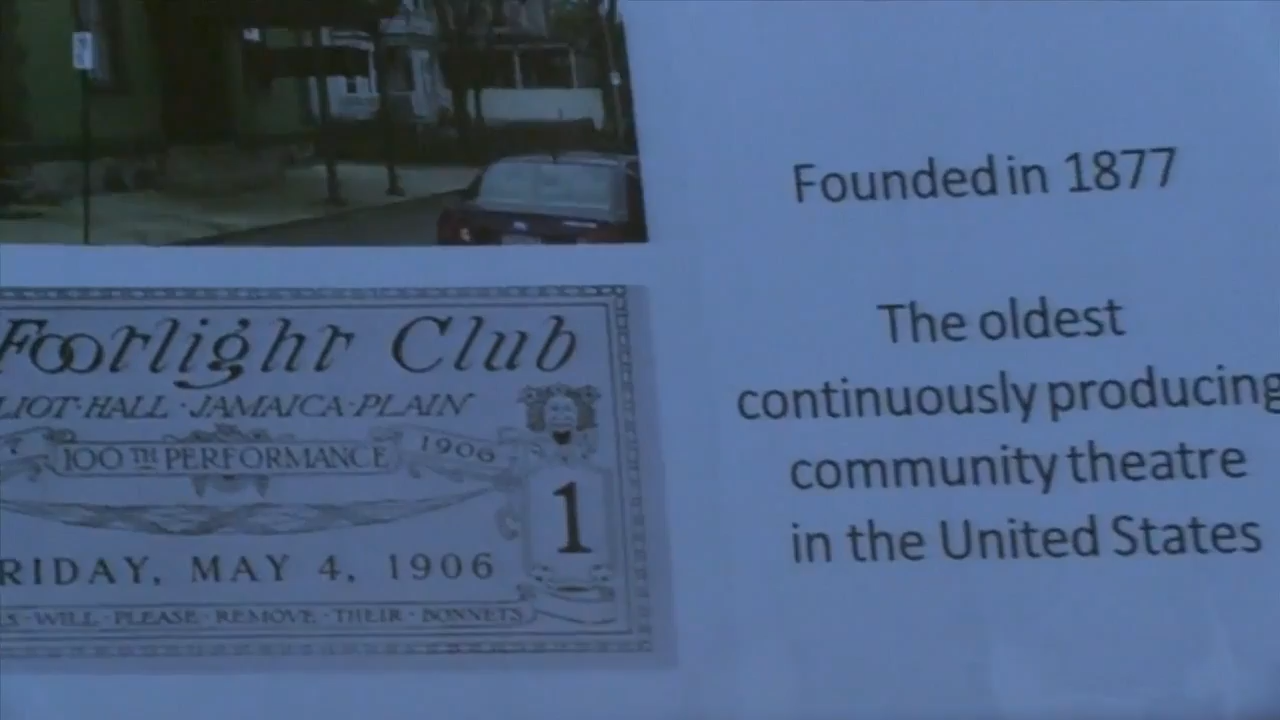 Footlight Club
LIOT·HALL·JAMAICA·PLAIN
100TH PERFORMANCE
1906
1
RIDAY, MAY 4, 1906
S·WILL·PLEASE·REMOVE·THEIR·BONNETS
Founded in 1877
The oldest
continuously producing
community theatre
in the United States